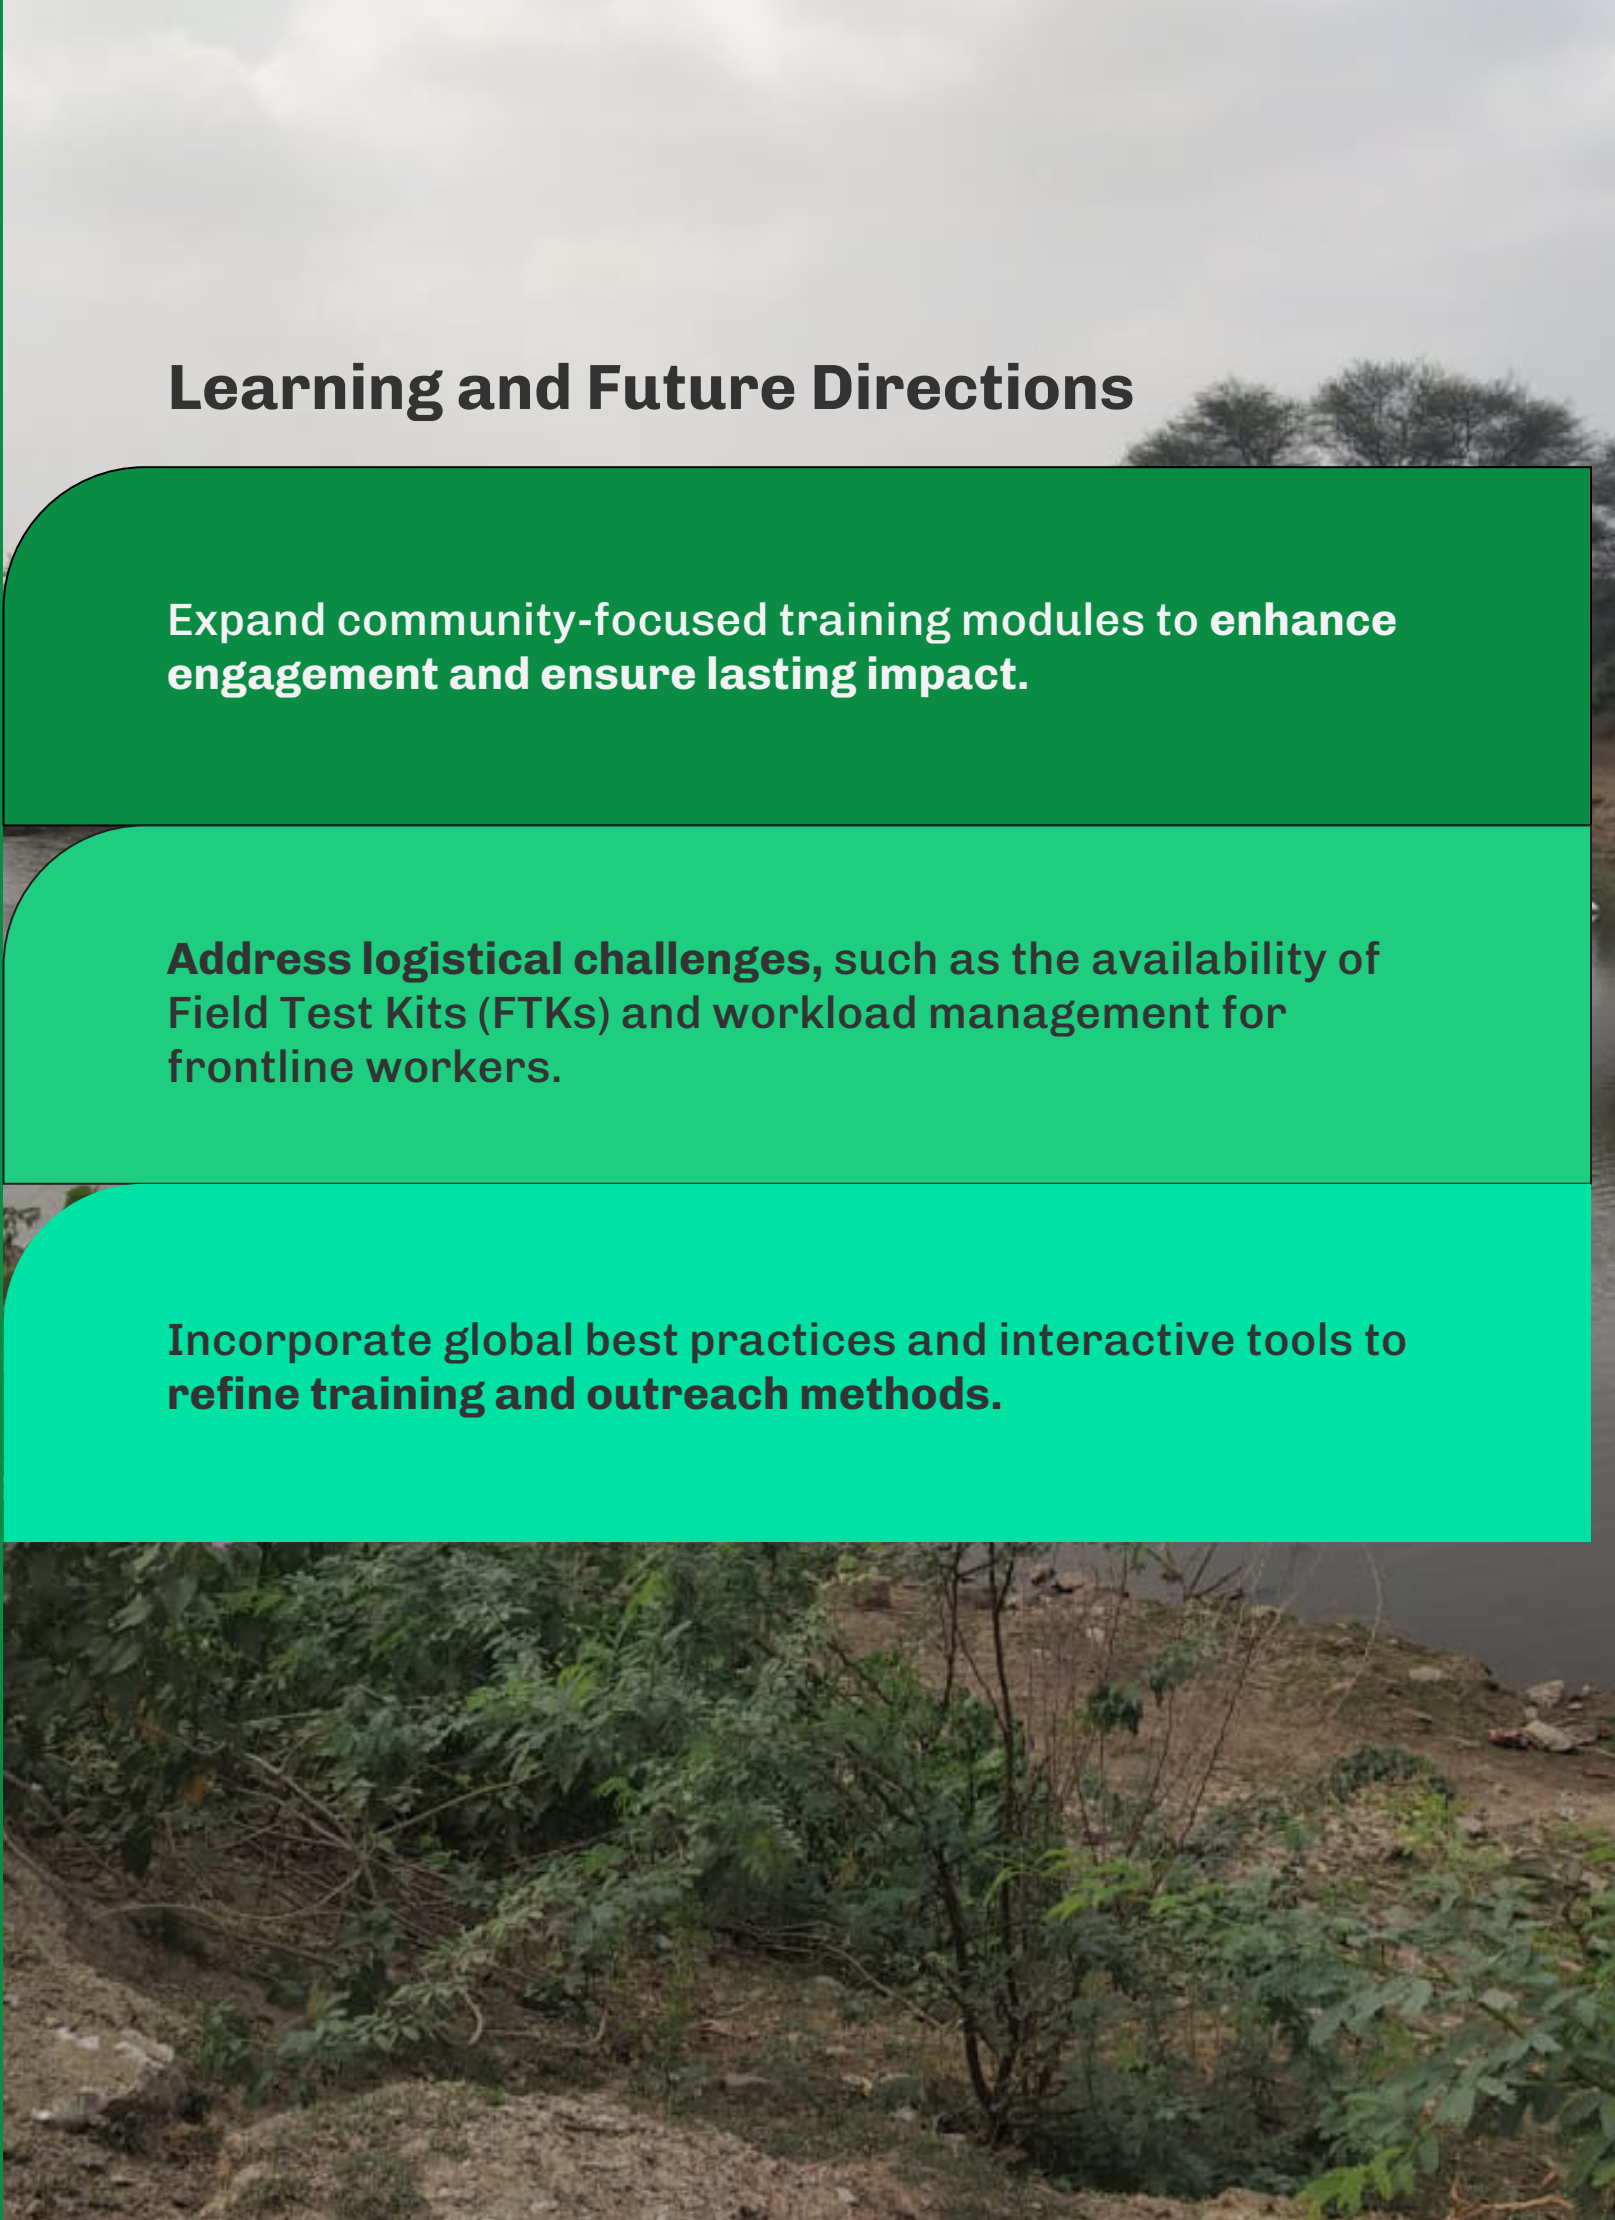 Learning and Future Directions
Expand community-focused training modules to enhance
engagement and ensure lasting impact.
Address logistical challenges, such as the availability of
Field Test Kits (FTKs) and workload management for
frontline workers.
Incorporate global best practices and interactive tools to
refine training and outreach methods.